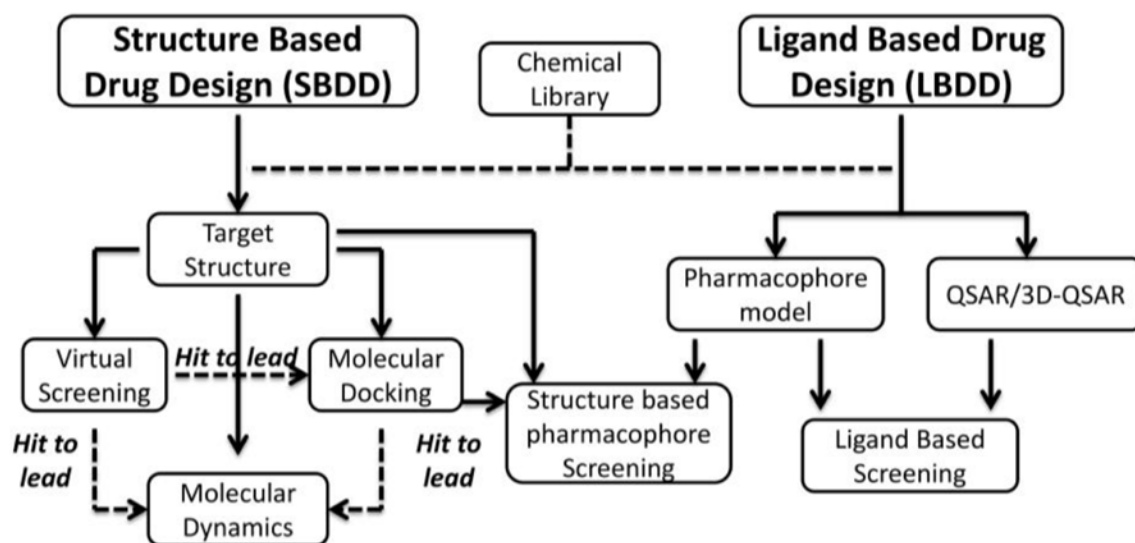 Structure Based
Drug Design (SBDD)
Chemical
Library
Ligand Based Drug
Design (LBDD)
Target
Structure
Pharmacophore
model
QSAR/3D-QSAR
Virtual
Screening
Hit to lead
Molecular
Docking
Structure based
pharmacophore
Screening
Hit to
lead
Hit to
lead
Ligand Based
Screening
Molecular
Dynamics